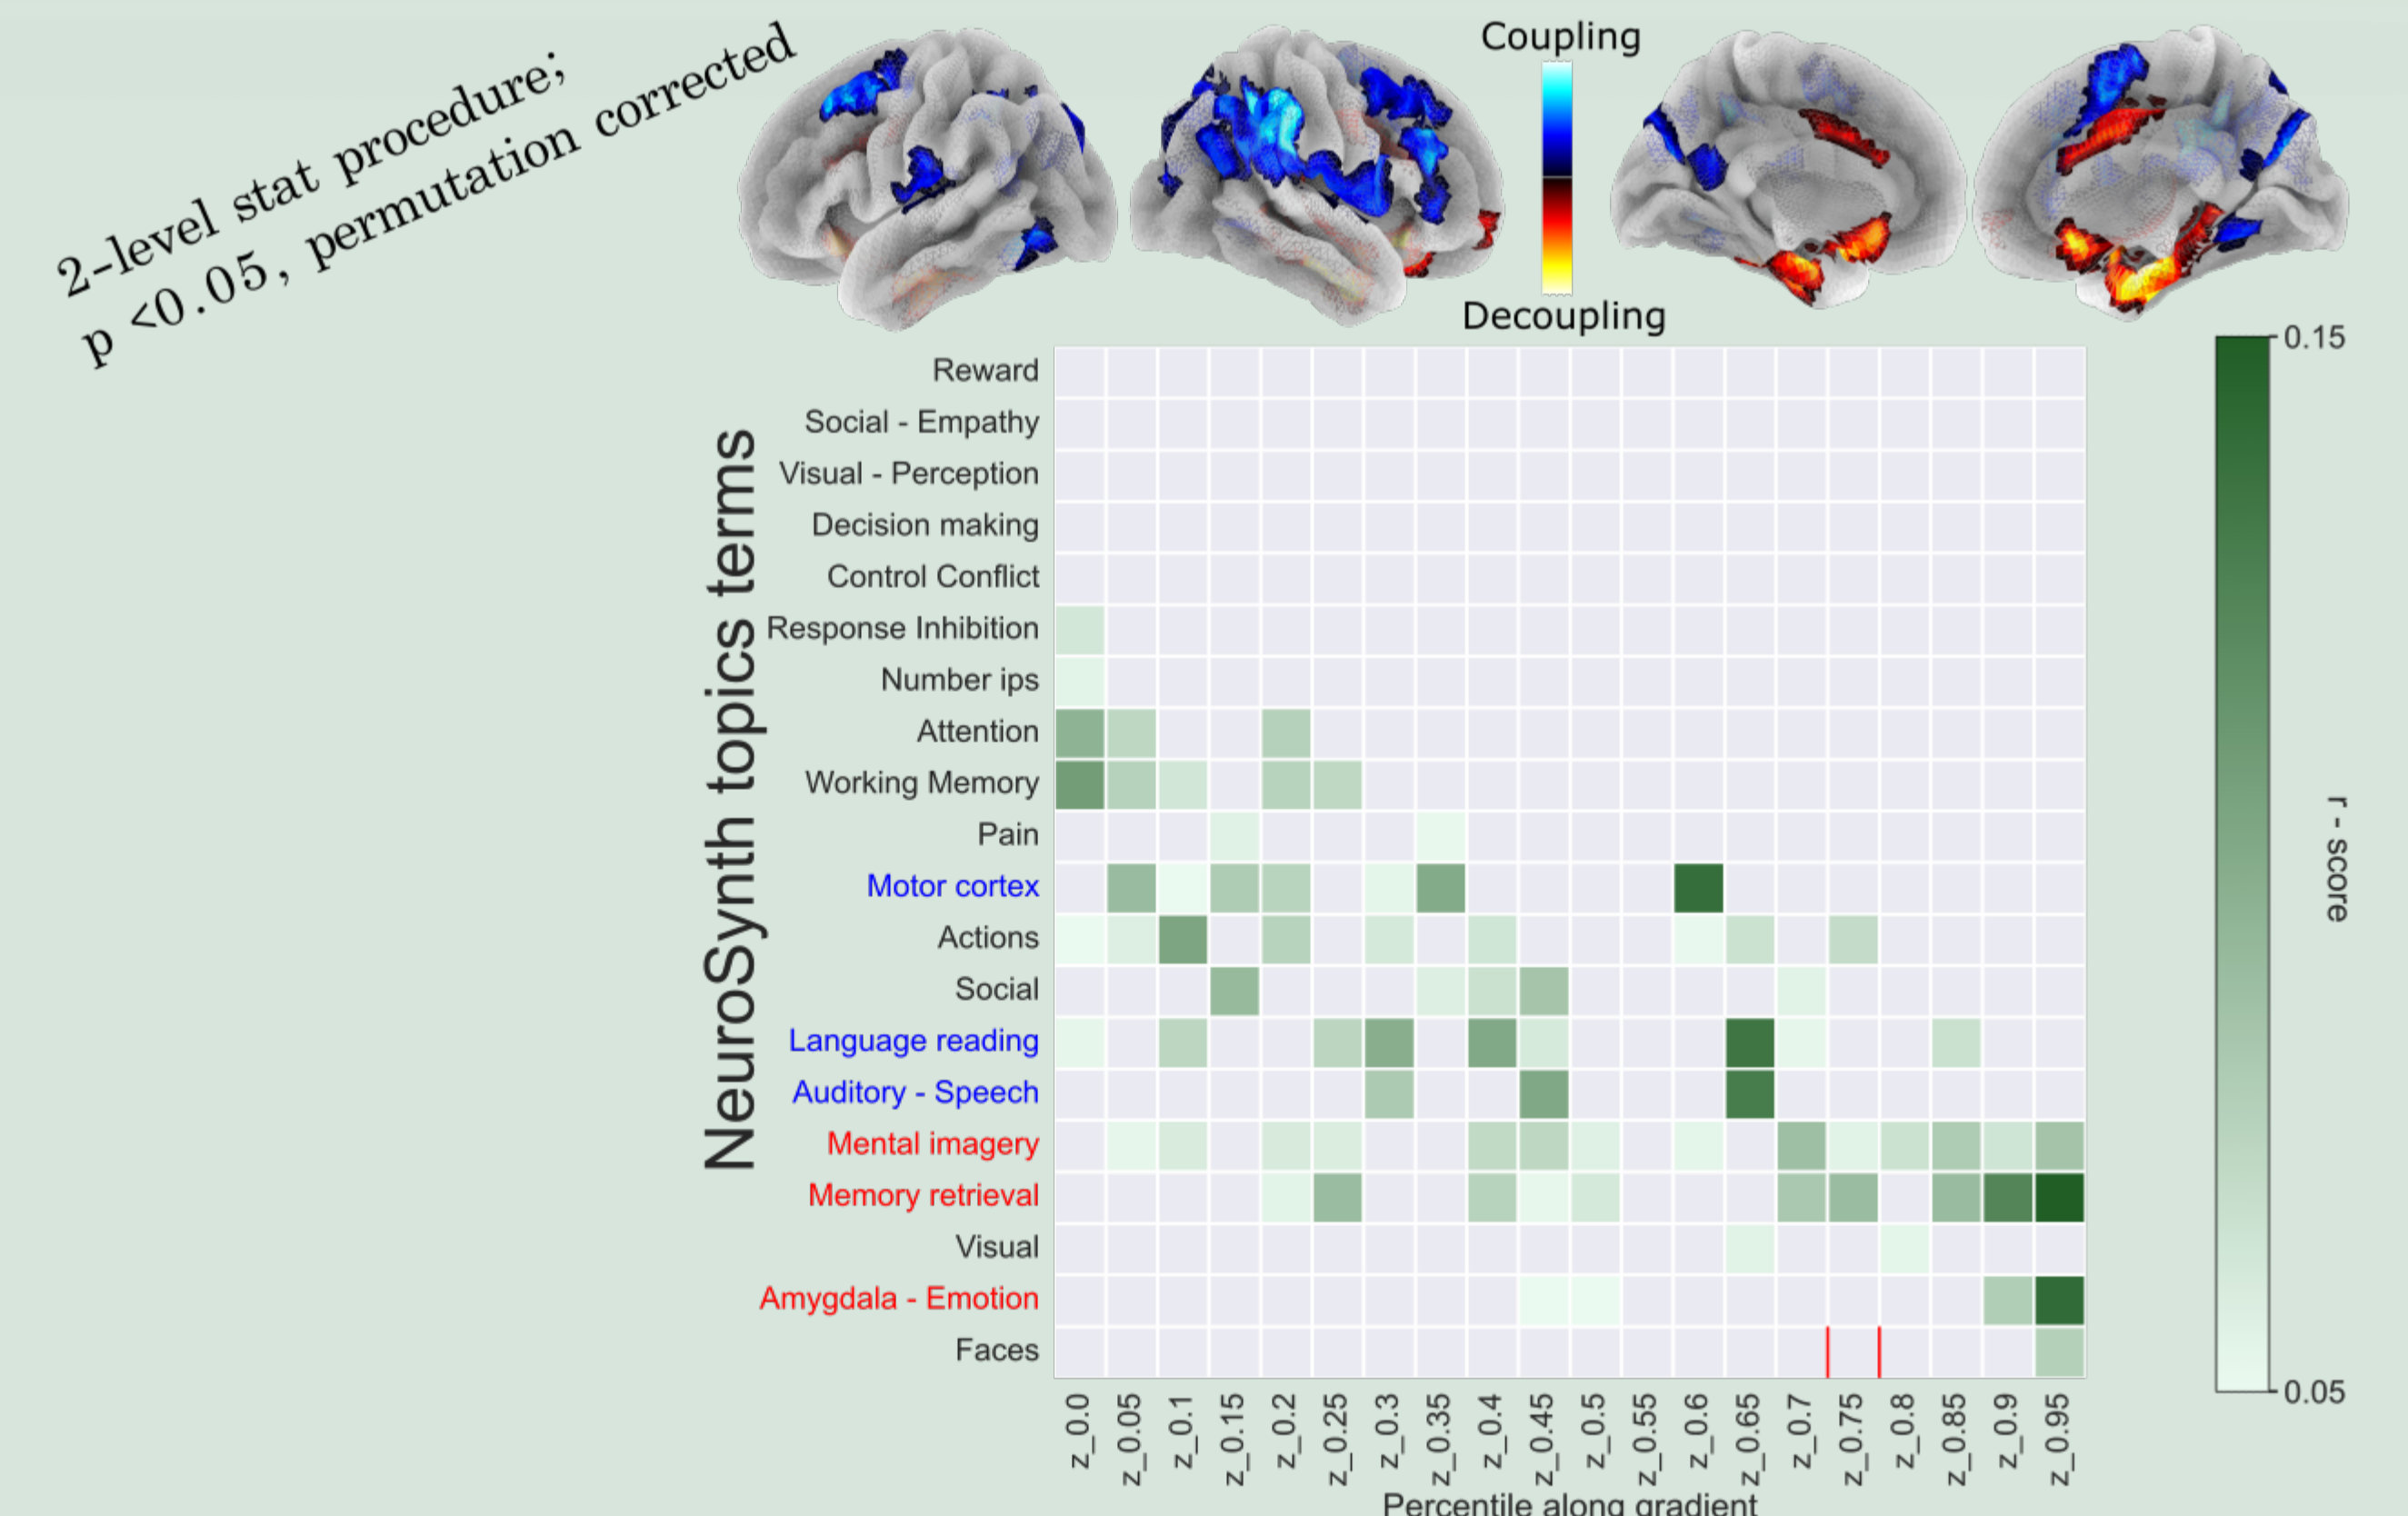 2-level stat procedure;
p <0.05, permutation corrected
Coupling
Decoupling
NeuroSynth topics terms
Reward
Social - Empathy
Visual - Perception
Decision making
Control Conflict
Response Inhibition
Number ips
Attention
Working Memory
Pain
Motor cortex
Actions
Social
Language reading
Auditory - Speech
Mental imagery
Memory retrieval
Visual
Amygdala - Emotion
Faces
z_0.0
z_0.05
z_0.1
z_0.15
z_0.2
z_0.25
z_0.3
z_0.35
z_0.4
z_0.45
z_0.5
z_0.55
z_0.6
z_0.65
z_0.7
z_0.75
z_0.8
z_0.85
z_0.9
z_0.95
Percentile along gradient
0.15
r - score
0.05